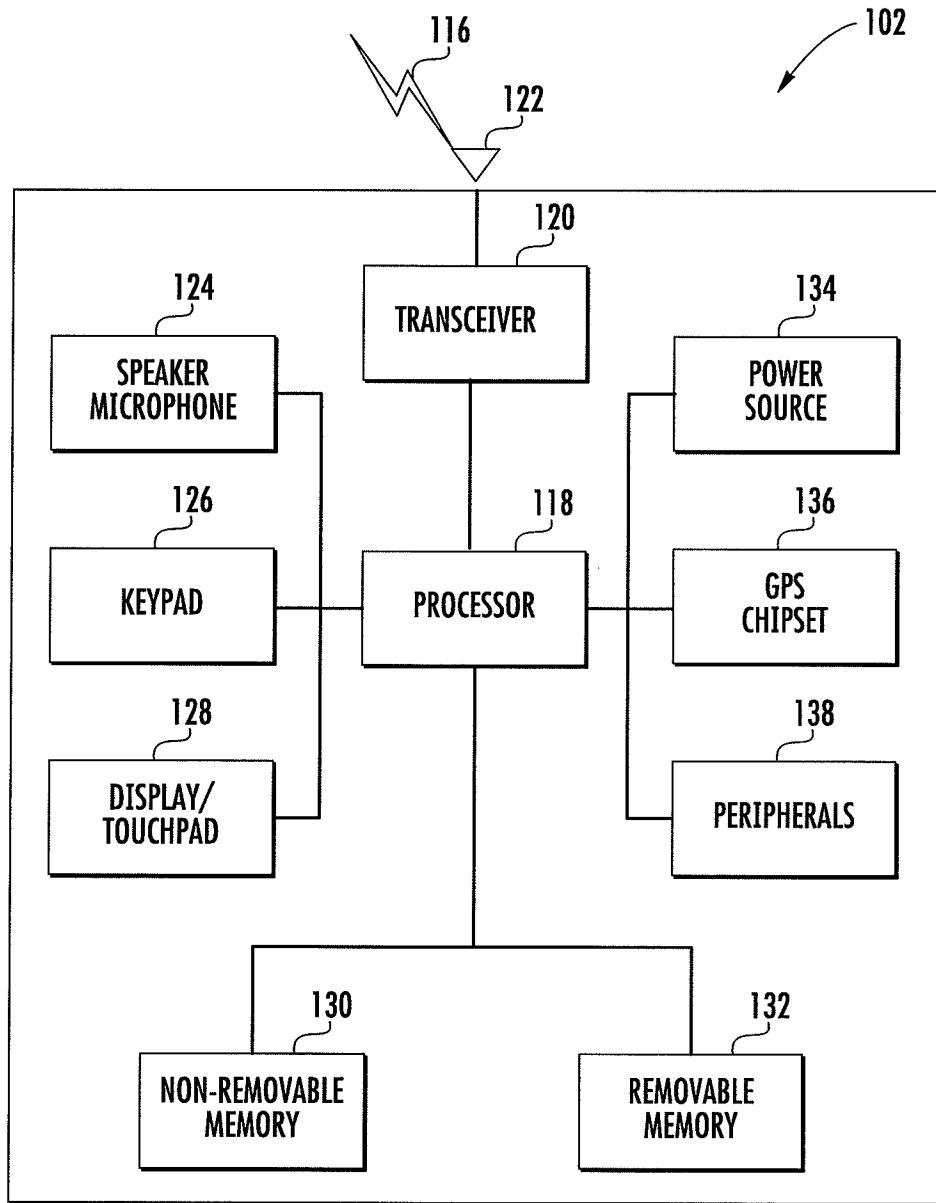 116
102
122
120
TRANSCEIVER
124
SPEAKER
MICROPHONE
134
POWER
SOURCE
126
KEYPAD
118
PROCESSOR
136
GPS
CHIPSET
128
DISPLAY/
TOUCHPAD
138
PERIPHERALS
130
NON-REMOVABLE
MEMORY
132
REMOVABLE
MEMORY